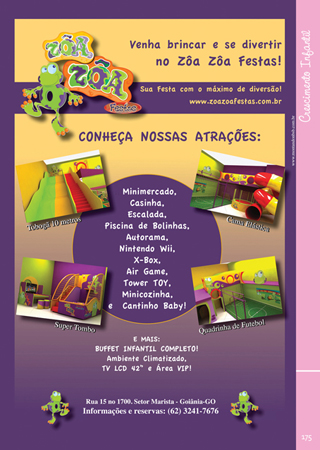 ZÔA
ZÔA
Festas
Venha brincar e se divertir
no Zôa Zôa Festas!
Sua Festa com o máximo de diversão!
www.zoazoafestas.com.br
CONHEÇA NOSSAS ATRAÇÕES:
Tobogã 10 metros
Cama Elástica
Minimercado,
Casinha,
Escalada,
Piscina de Bolinhas,
Autorama,
Nintendo Wii,
X-Box,
Air Game,
Tower TOY,
Minicozinha,
e Cantinho Baby!
Super Tombo
Quadrinha de Futebol
E MAIS:
BUFFET INFANTIL COMPLETO!
Ambiente Climatizado,
TV LCD 42" e Área VIP!
Rua 15 no 1700. Setor Marista - Goiânia-GO
Informações e reservas: (62) 3241-7676
Crescimento Infantil
175